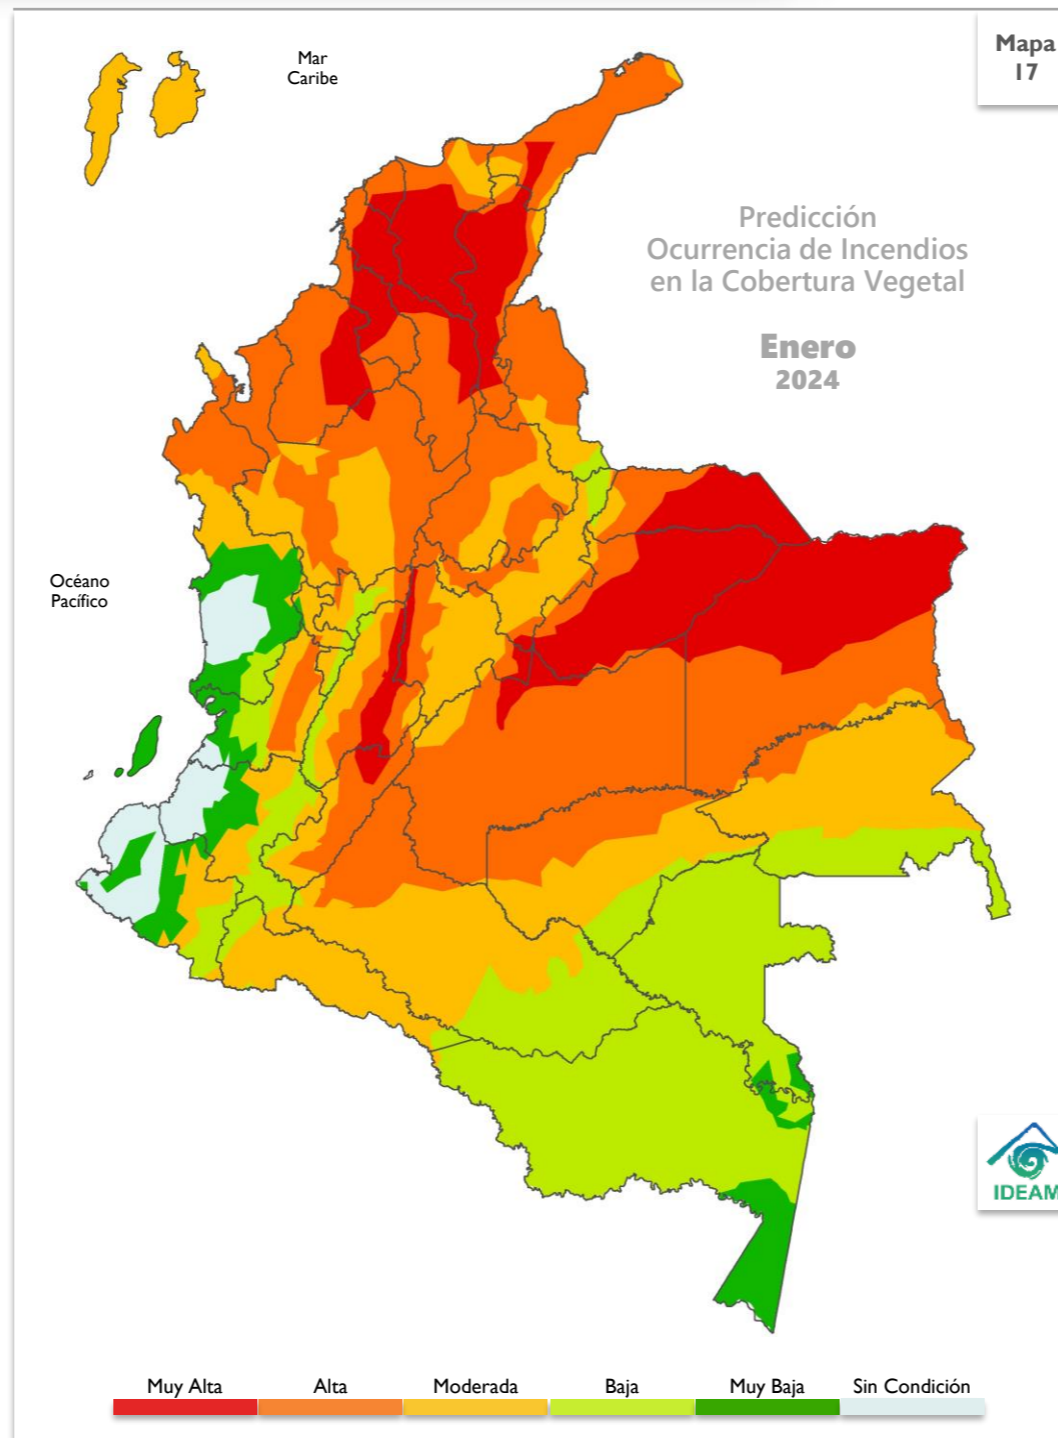 Mapa
17
Mar
Caribe
Predicción
Ocurrencia de Incendios
en la Cobertura Vegetal
Enero
2024
Océano
Pacífico
IDEAM
Muy Alta
Alta
Moderada
Baja
Muy Baja
Sin Condición